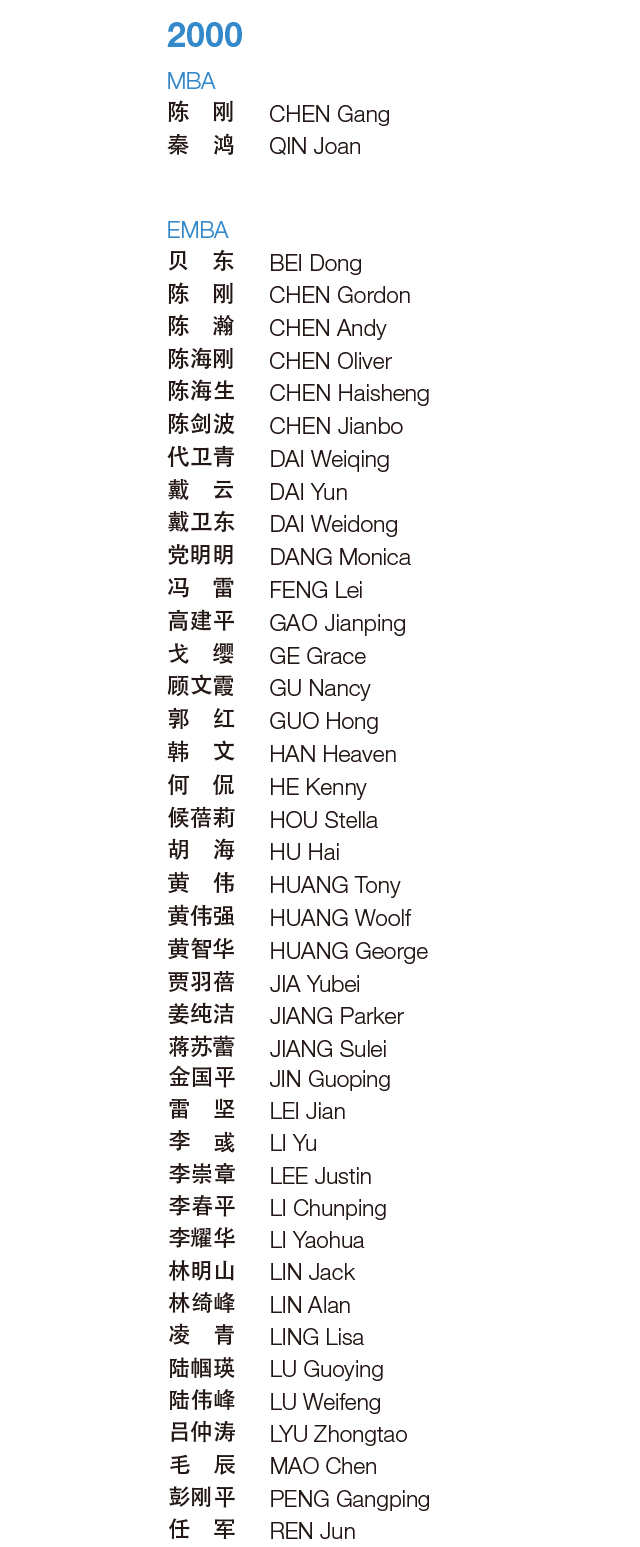 2000
MBA
陈 刚 CHEN Gang
秦 鸿 QIN Joan
EMBA
贝 东 BEI Dong
陈 刚 CHEN Gordon
陈 瀚 CHEN Andy
陈海刚 CHEN Oliver
陈海生 CHEN Haisheng
陈剑波 CHEN Jianbo
代卫青 DAI Weiqing
戴 云 DAI Yun
戴卫东 DAI Weidong
党明明 DANG Monica
冯 雷 FENG Lei
高建平 GAO Jianping
戈 缨 GE Grace
顾文霞 GU Nancy
郭 红 GUO Hong
韩 文 HAN Heaven
何 侃 HE Kenny
候蓓莉 HOU Stella
胡 海 HU Hai
黄 伟 HUANG Tony
黄伟强 HUANG Woolf
黄智华 HUANG George
贾羽蓓 JIA Yubei
姜纯洁 JIANG Parker
蒋苏蕾 JIANG Sulei
金国平 JIN Guoping
雷 坚 LEI Jian
李 彧 LI Yu
李崇章 LEE Justin
李春平 LI Chunping
李耀华 LI Yaohua
林明山 LIN Jack
林绮峰 LIN Alan
凌 青 LING Lisa
陆帼瑛 LU Guoying
陆伟峰 LU Weifeng
吕仲涛 LYU Zhongtao
毛 辰 MAO Chen
彭刚平 PENG Gangping
任 军 REN Jun